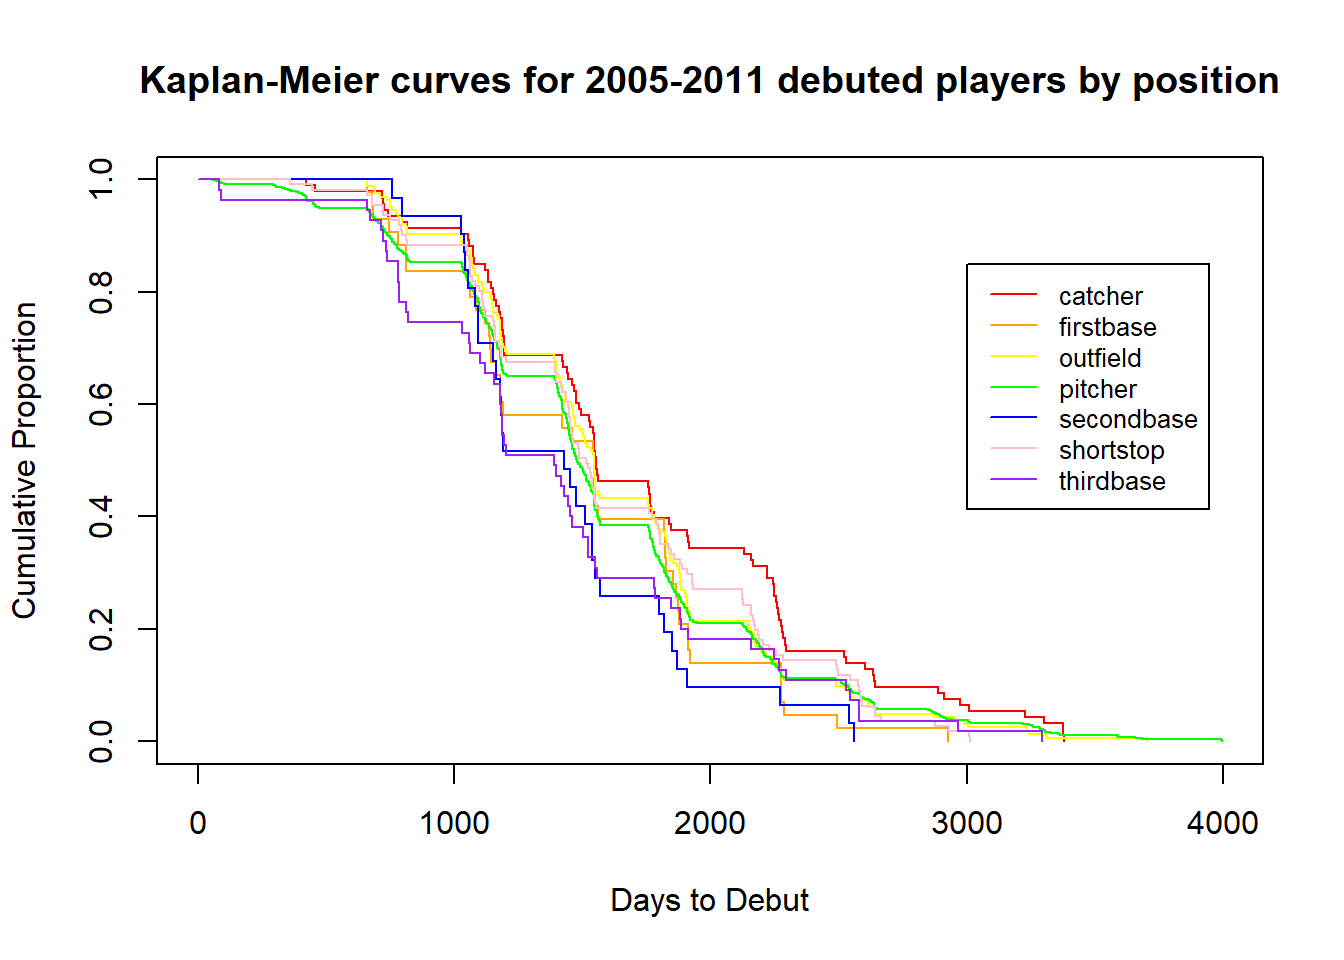 Kaplan-Meier curves for 2005-2011 debuted players by position
Cumulative Proportion
1.0
0.8
0.6
0.4
0.2
0.0
catcher
firstbase
outfield
pitcher
secondbase
shortstop
thirdbase
0 1000 2000 3000 4000
Days to Debut